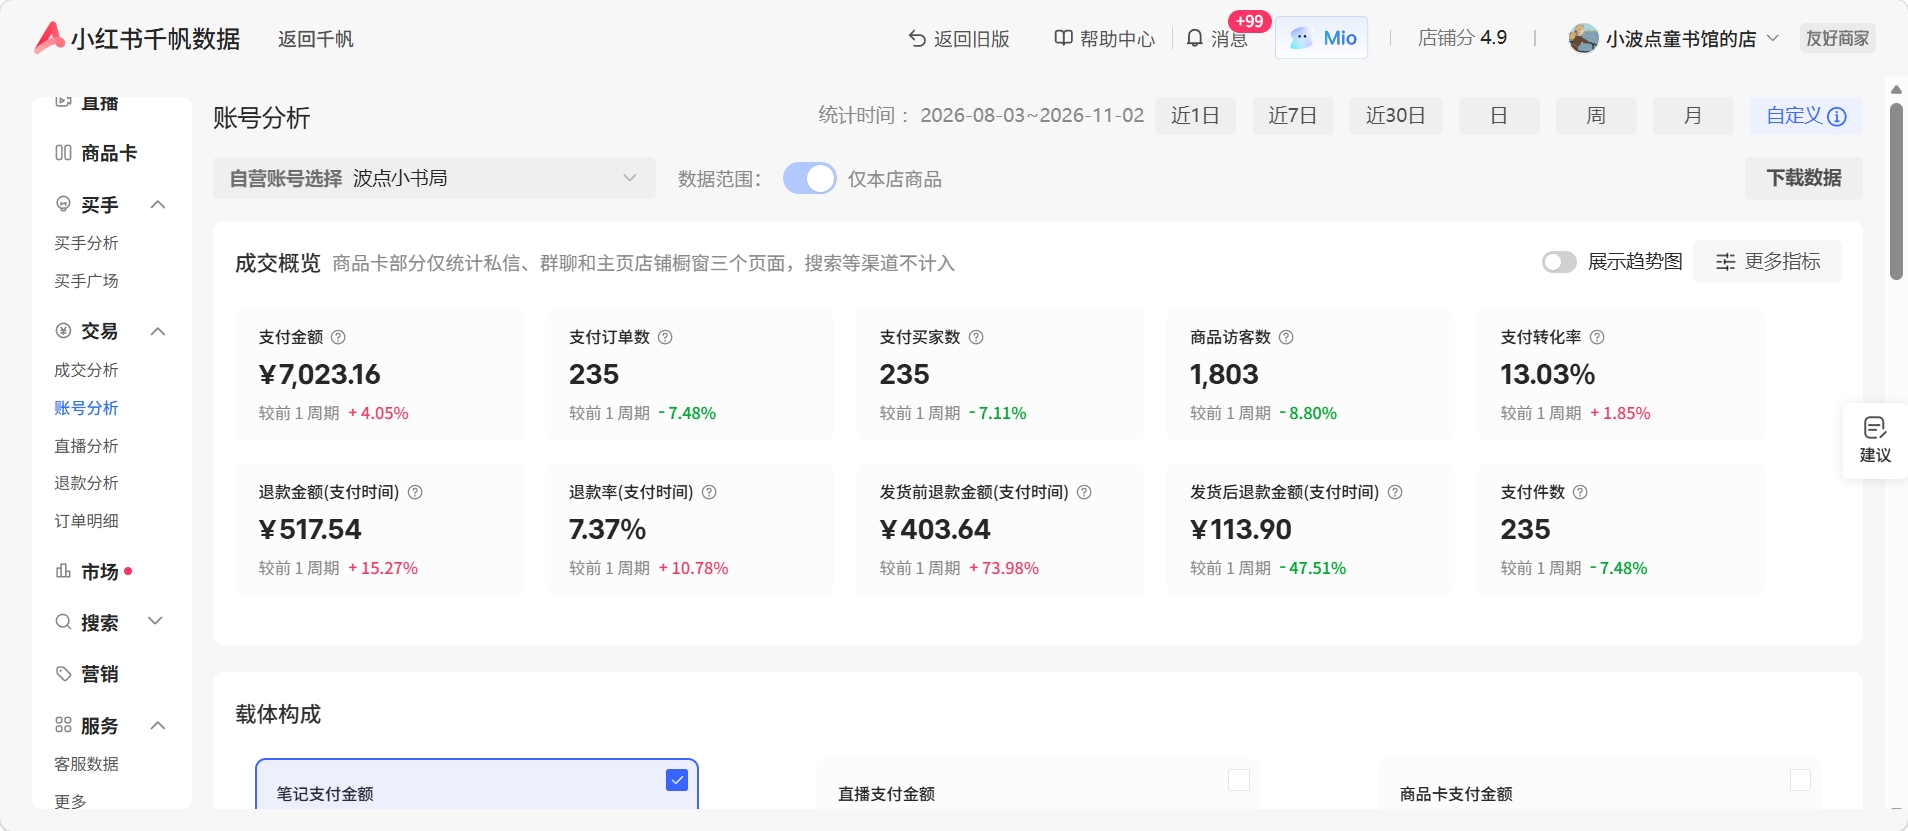 小红书千帆数据 返回千帆 返回旧版 帮助中心 消息 +99 Mio 店铺分 4.9 小波点童书馆的店 友好商家
直播
商品卡
买手
买手分析
买手广场
交易
成交分析
账号分析
直播分析
退款分析
订单明细
市场
搜索
营销
服务
客服数据
更多
账号分析 统计时间： 2026-08-03~2026-11-02 近1日 近7日 近30日 日 周 月 自定义
自营账号选择 波点小书局 数据范围： 仅本店商品 下载数据
成交概览 商品卡部分仅统计私信、群聊和主页店铺橱窗三个页面，搜索等渠道不计入 展示趋势图 更多指标
支付金额 支付订单数 支付买家数 商品访客数 支付转化率
¥7,023.16 235 235 1,803 13.03%
较前 1 周期 +4.05% 较前 1 周期 -7.48% 较前 1 周期 -7.11% 较前 1 周期 -8.80% 较前 1 周期 +1.85%
退款金额(支付时间) 退款率(支付时间) 发货前退款金额(支付时间) 发货后退款金额(支付时间) 支付件数
¥517.54 7.37% ¥403.64 ¥113.90 235
较前 1 周期 +15.27% 较前 1 周期 +10.78% 较前 1 周期 +73.98% 较前 1 周期 -47.51% 较前 1 周期 -7.48%
建议
载体构成
笔记支付金额 直播支付金额 商品卡支付金额